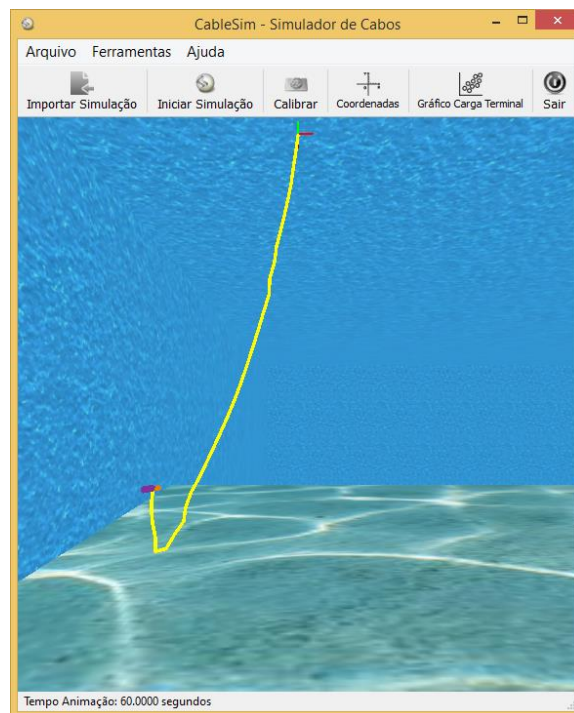 CableSim - Simulador de Cabos
Arquivo Ferramentas Ajuda
Importar Simulação Iniciar Simulação Calibrar Coordenadas Gráfico Carga Terminal Sair
Tempo Animação: 60.0000 segundos